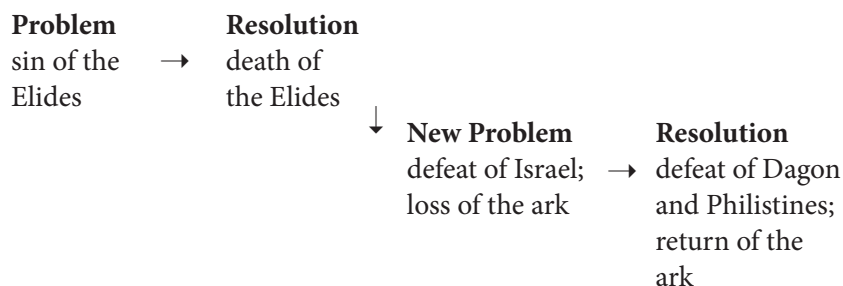 Problem
sin of the
Elides
→
Resolution
death of
the Elides
↓
New Problem
defeat of Israel;
loss of the ark
→
Resolution
defeat of Dagon
and Philistines;
return of the
ark